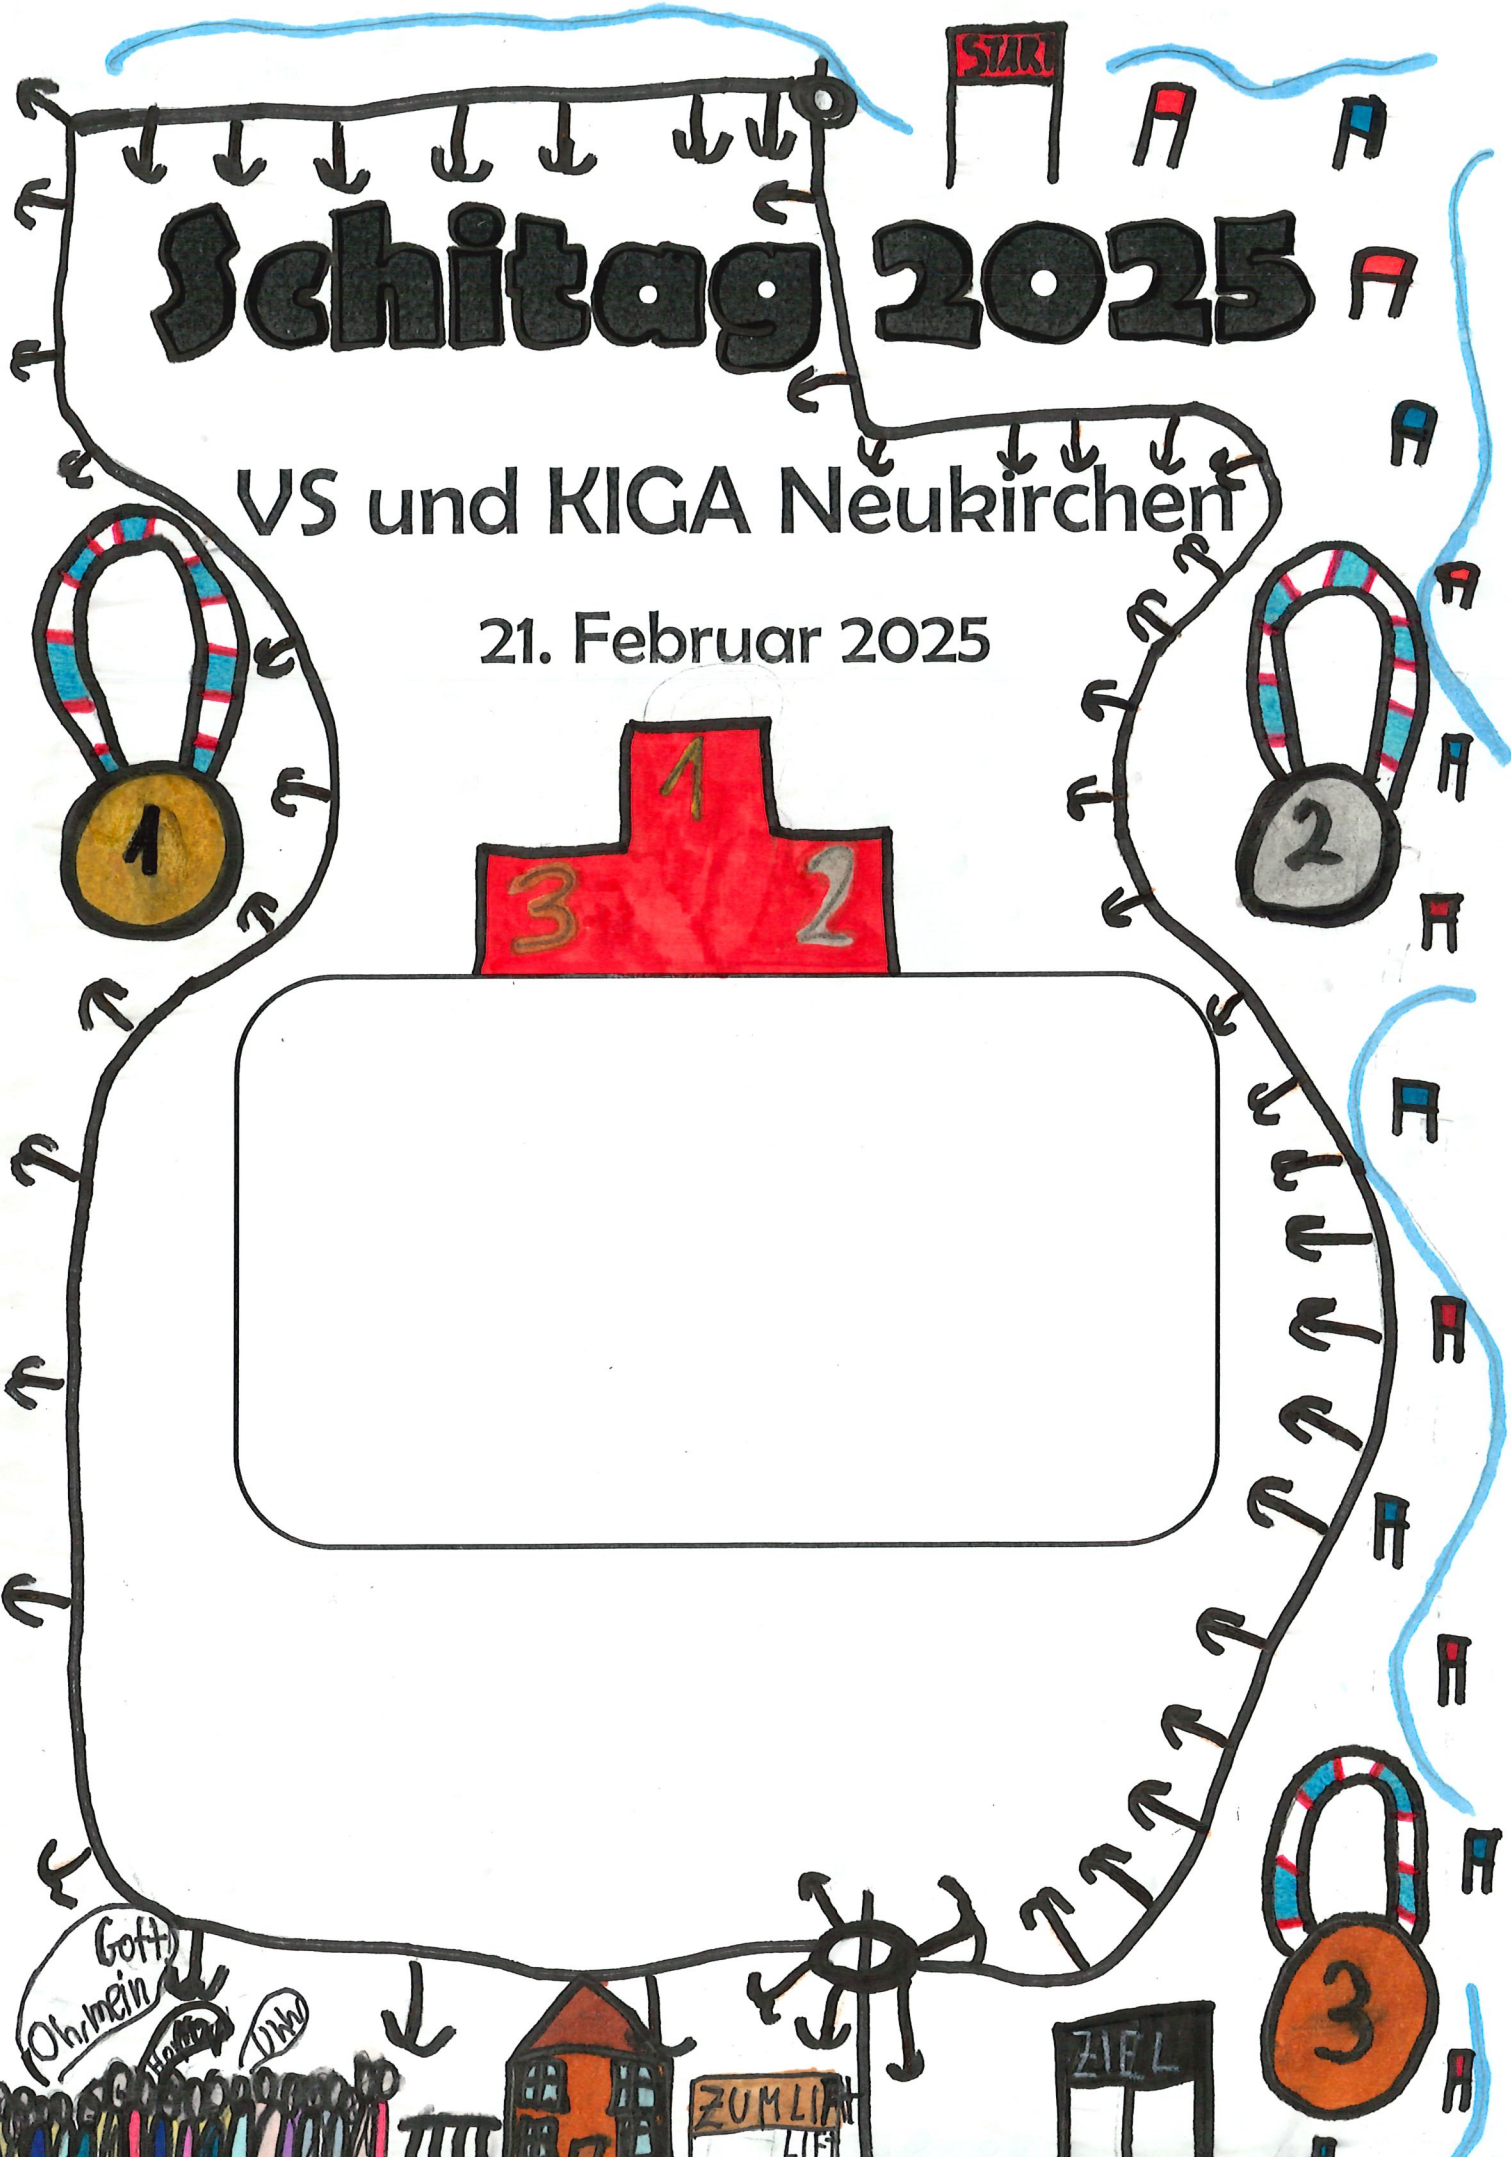 START
Schitag 2025
VS und KIGA Neukirchen
21. Februar 2025
1
1
2
3
2
Oh, mein
Gott
3
ZIEL
ZUM LIFT
LIFT